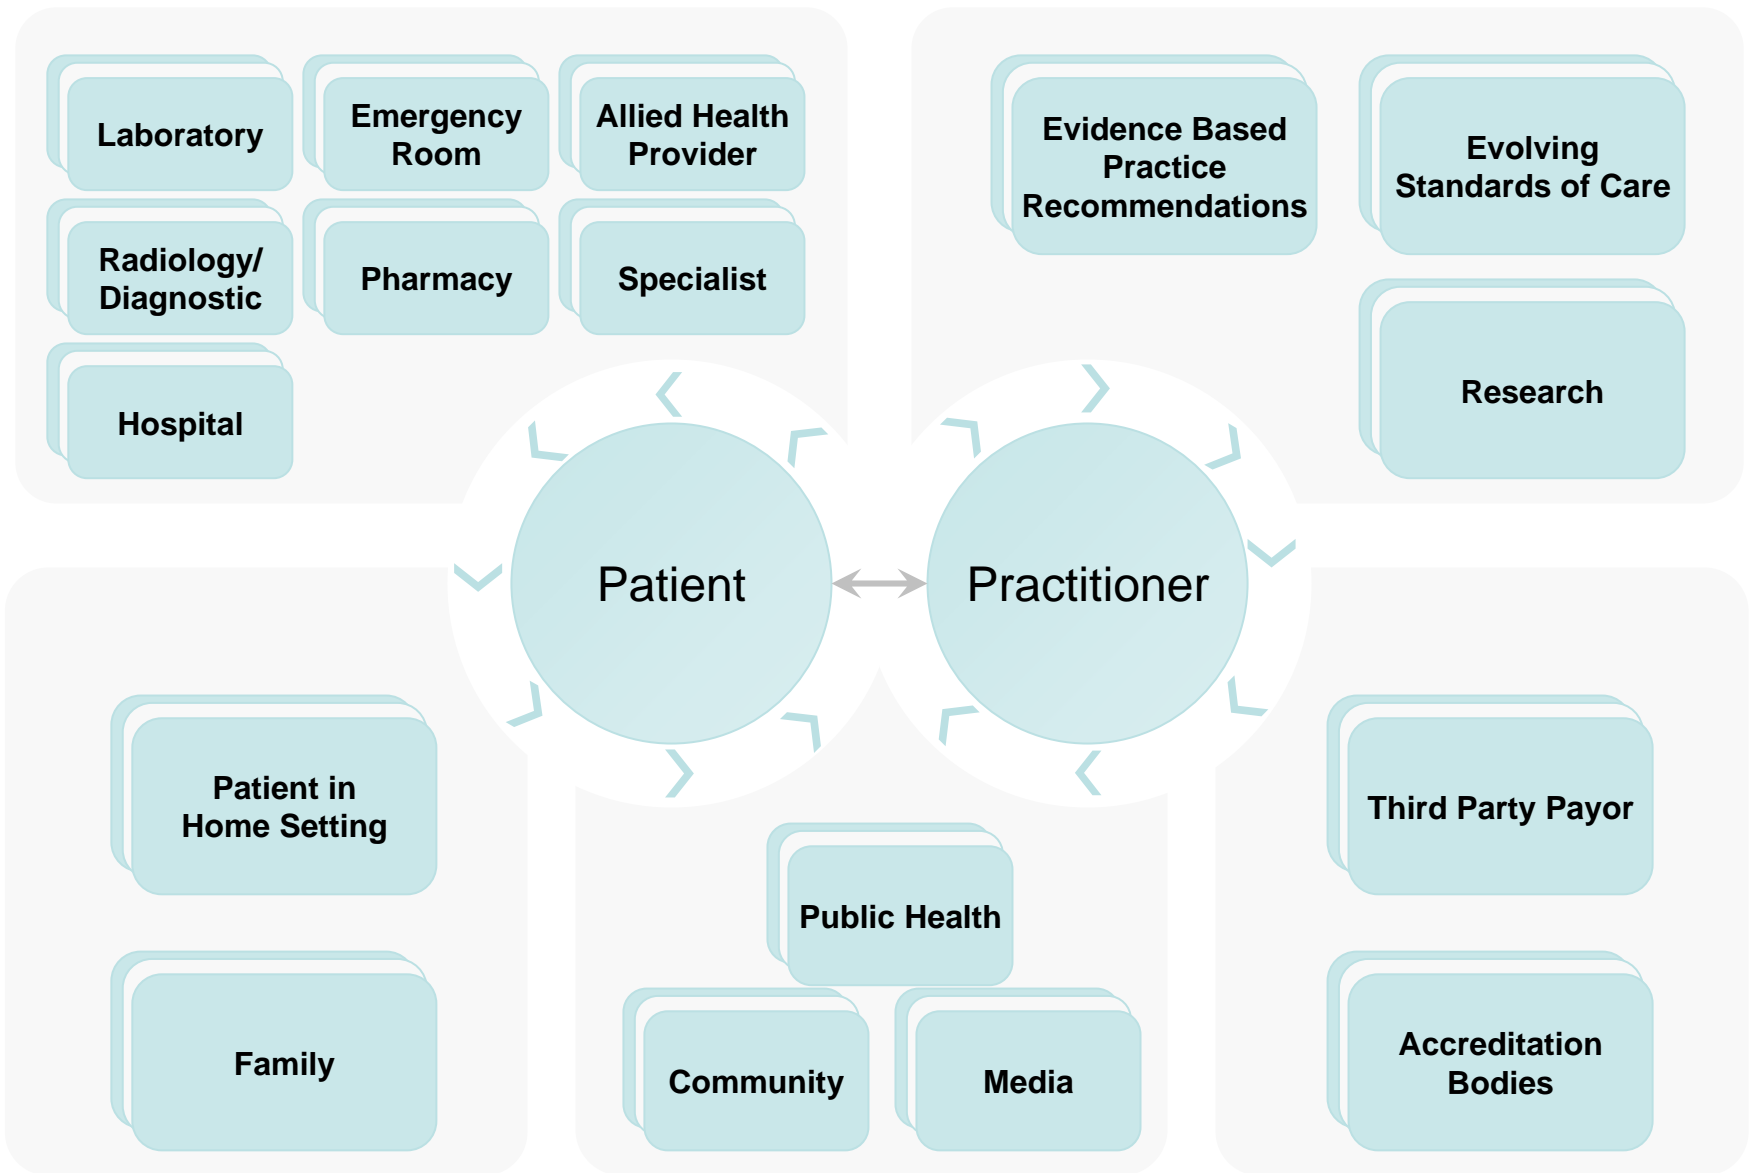 Laboratory
Emergency
Room
Allied Health
Provider
Radiology/
Diagnostic
Pharmacy
Specialist
Hospital
Evidence Based
Practice
Recommendations
Evolving
Standards of Care
Research
Patient
Practitioner
Patient in
Home Setting
Family
Public Health
Community
Media
Third Party Payor
Accreditation
Bodies